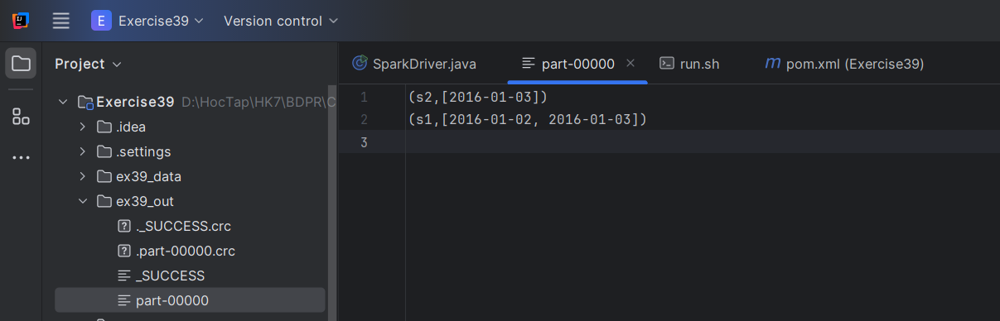 E Exercise39 Version control
Project
SparkDriver.java part-00000 run.sh m pom.xml (Exercise39)
Exercise39 D:\HocTap\HK7\BDPR\C
.idea
.settings
ex39_data
ex39_out
._SUCCESS.crc
.part-00000.crc
_SUCCESS
part-00000
1 (s2,[2016-01-03])
2 (s1,[2016-01-02, 2016-01-03])
3